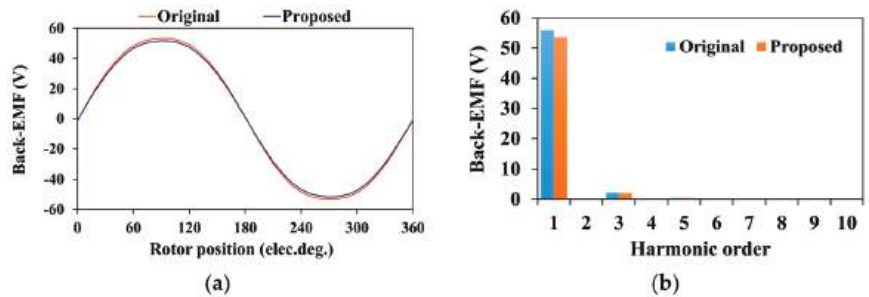 Original Proposed
Back-EMF (V)
60
40
20
0
-20
-40
-60
0 60 120 180 240 300 360
Rotor position (elec.deg.)
(a)
Back-EMF (V)
60
50
40
30
20
10
0
Original Proposed
1 2 3 4 5 6 7 8 9 10
Harmonic order
(b)